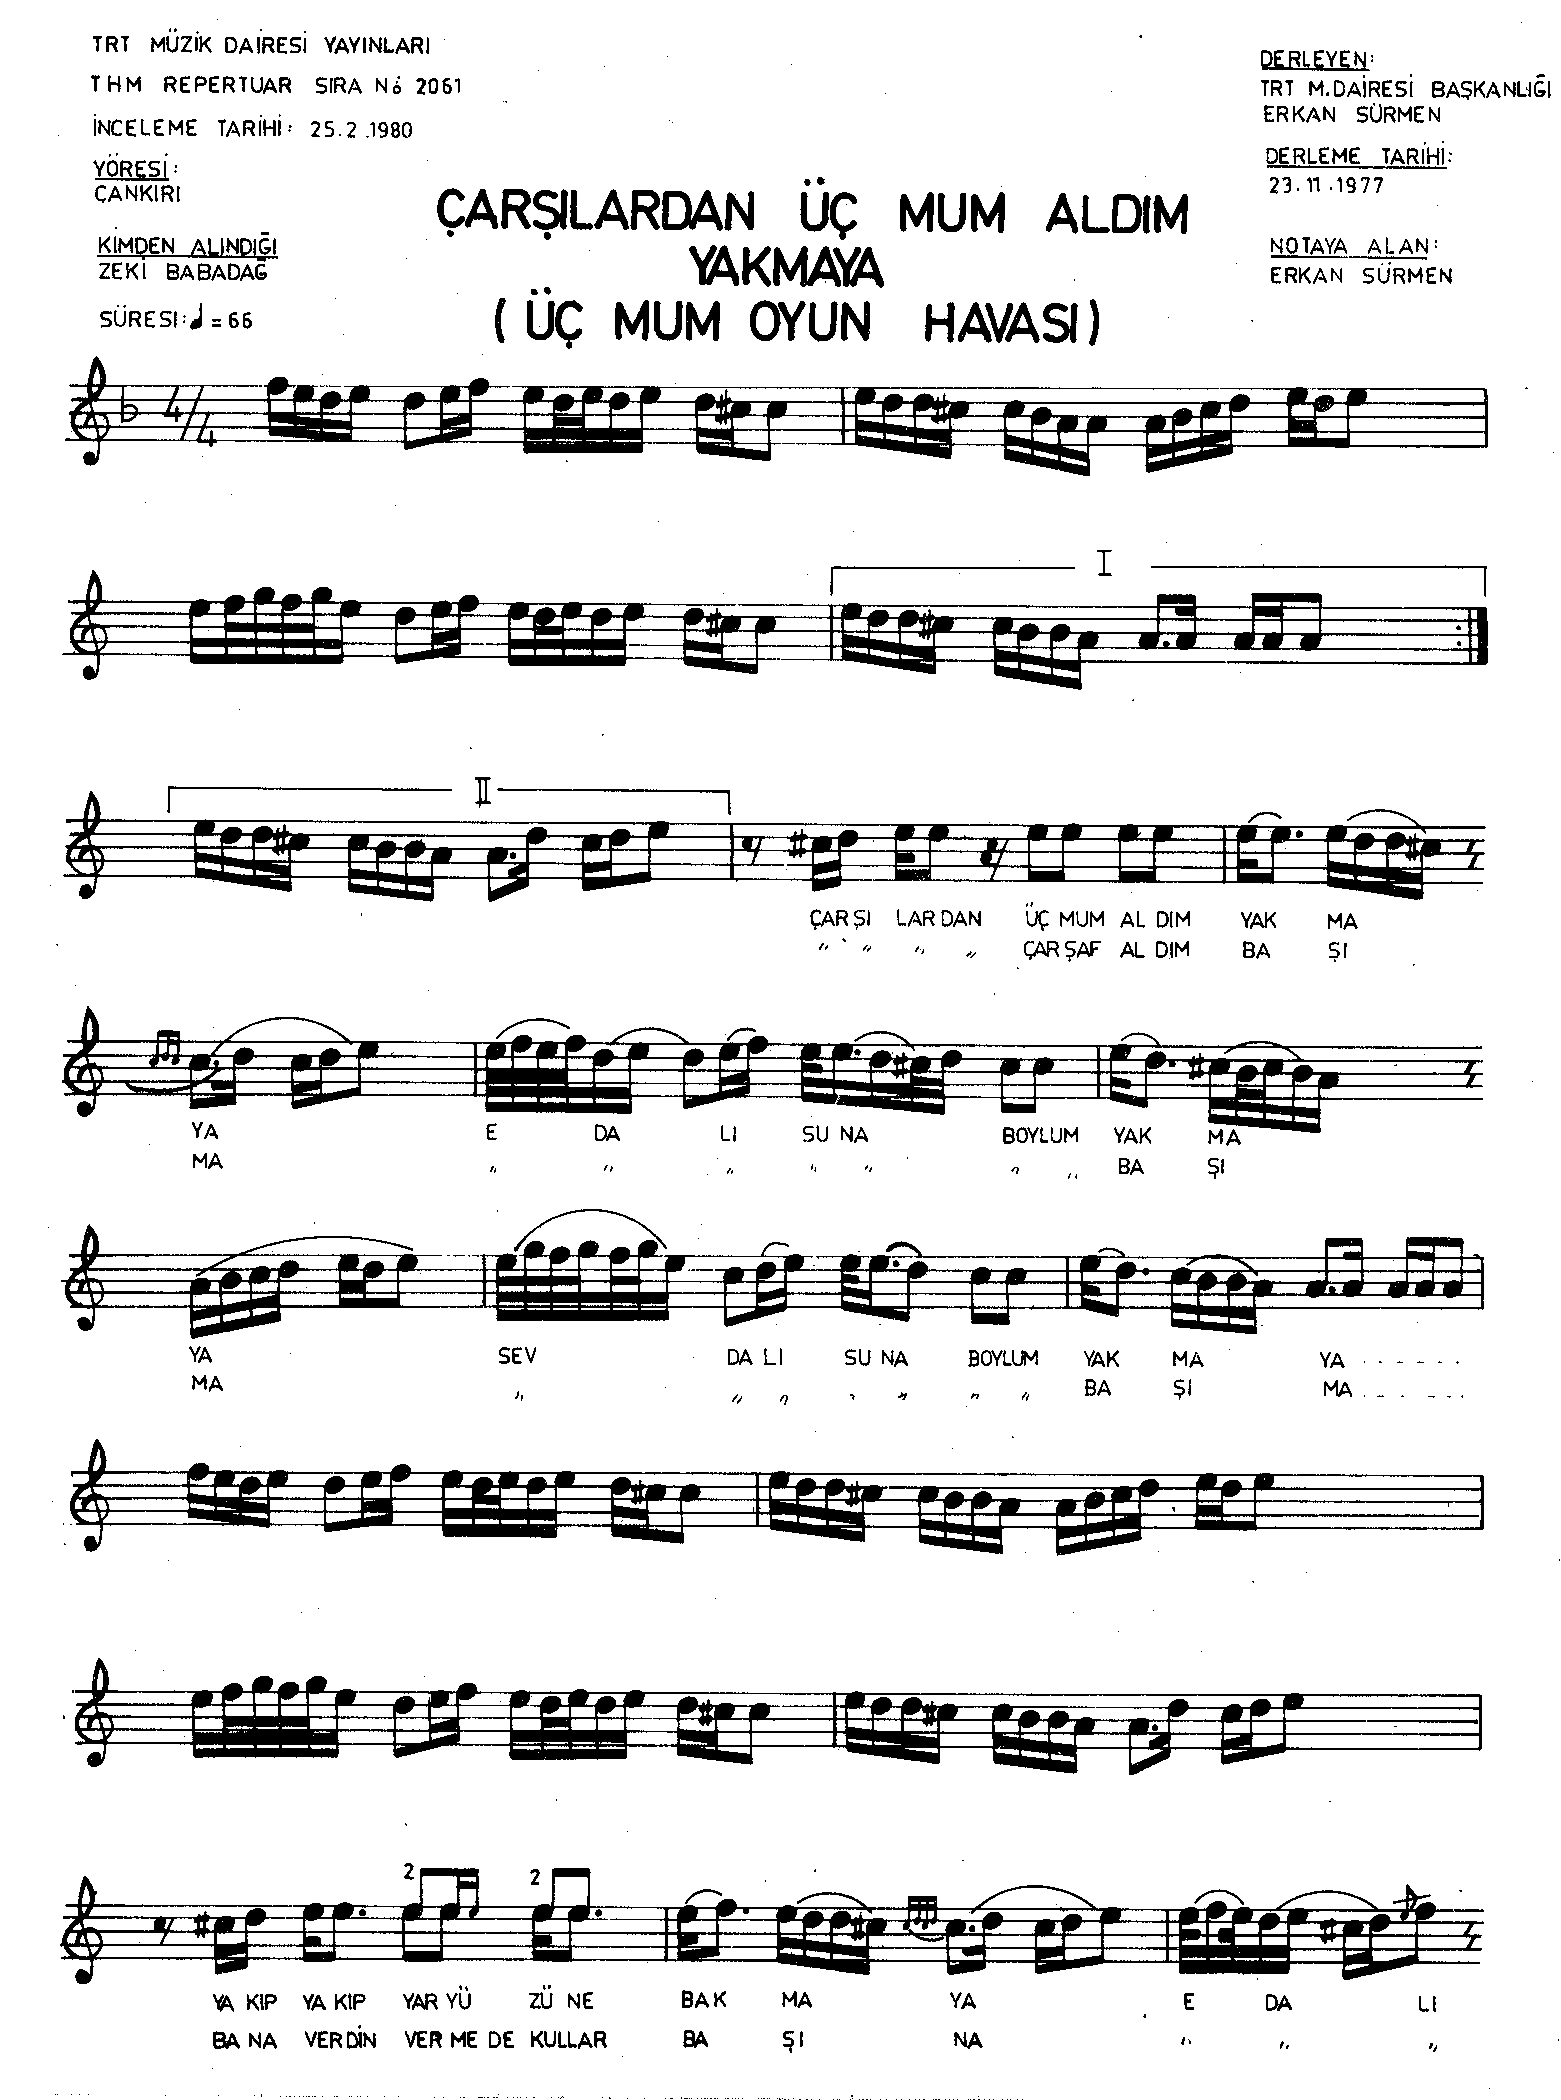 TRT MÜZİK DAİRESİ YAYINLARI
THM REPERTUAR SIRA No 2061
İNCELEME TARİHİ: 25.2.1980
YÖRESİ:
ÇANKIRI
KİMDEN ALINDIĞI
ZEKİ BABADAĞ
SÜRESİ: ♩=66
DERLEYEN:
TRT M.DAİRESİ BAŞKANLIĞI
ERKAN SÜRMEN
DERLEME TARİHİ:
23.11.1977
NOTAYA ALAN:
ERKAN SÜRMEN
ÇARŞILARDAN ÜÇ MUM ALDIM
YAKMAYA
( ÜÇ MUM OYUN HAVASI )
4/4
I
II
ÇAR ŞI LAR DAN ÜÇ MUM AL DIM YAK MA
" " " " ÇAR ŞAF AL DIM BA ŞI
YA E DA LI SU NA BOYLUM YAK MA
MA " " " " " " " BA ŞI
YA SEV DA LI SU NA BOYLUM YAK MA YA ......
MA " " " " " " " BA ŞI MA ......
2 2
YA KIP YA KIP YAR YÜ ZÜ NE BAK MA YA E DA LI
BA NA VER DİN VER ME DE KULLAR BA ŞI NA " " "